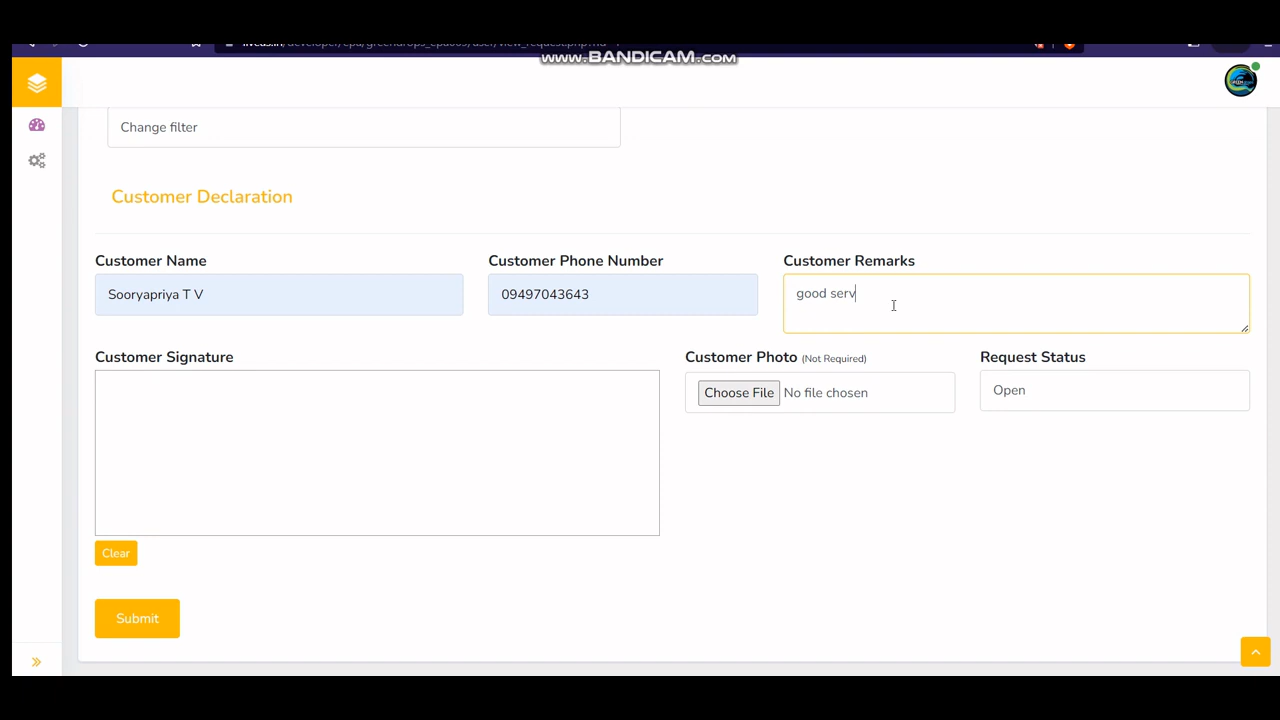 www.BANDICAM.com
Change filter
Customer Declaration
Customer Name
Customer Phone Number
Customer Remarks
Sooryapriya T V
09497043643
good serv
Customer Signature
Customer Photo (Not Required)
Request Status
Choose File No file chosen
Open
Clear
Submit